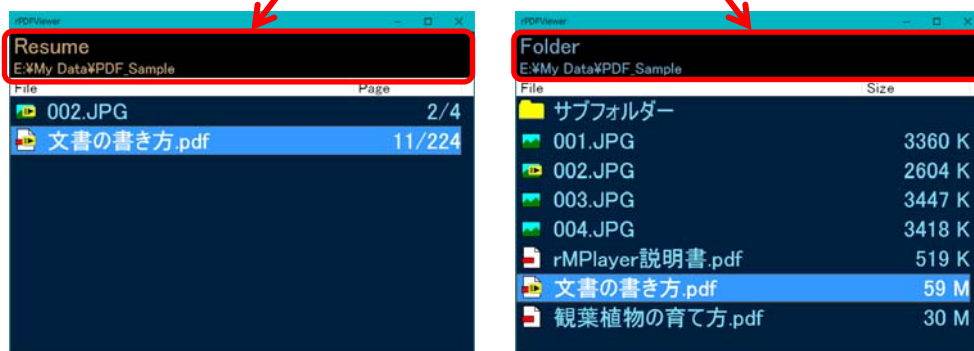 rPDFViewer
Resume
E:¥My Data¥PDF_Sample
File Page
002.JPG 2/4
文書の書き方.pdf 11/224
rPDFViewer
Folder
E:¥My Data¥PDF_Sample
File Size
サブフォルダー
001.JPG 3360 K
002.JPG 2604 K
003.JPG 3447 K
004.JPG 3418 K
rMPlayer説明書.pdf 519 K
文書の書き方.pdf 59 M
観葉植物の育て方.pdf 30 M